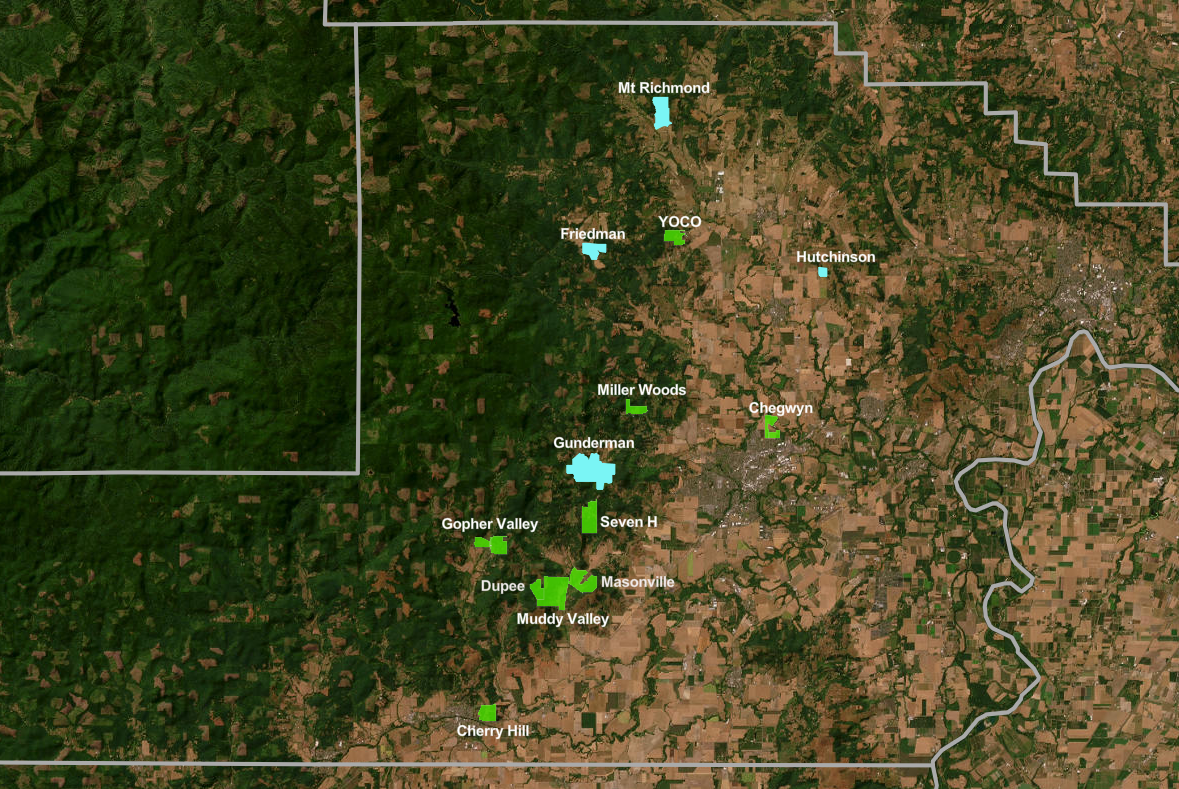 Mt Richmond
YOCO
Friedman
Hutchinson
Miller Woods
Chegwyn
Gunderman
Seven H
Gopher Valley
Dupee
Masonville
Muddy Valley
Cherry Hill